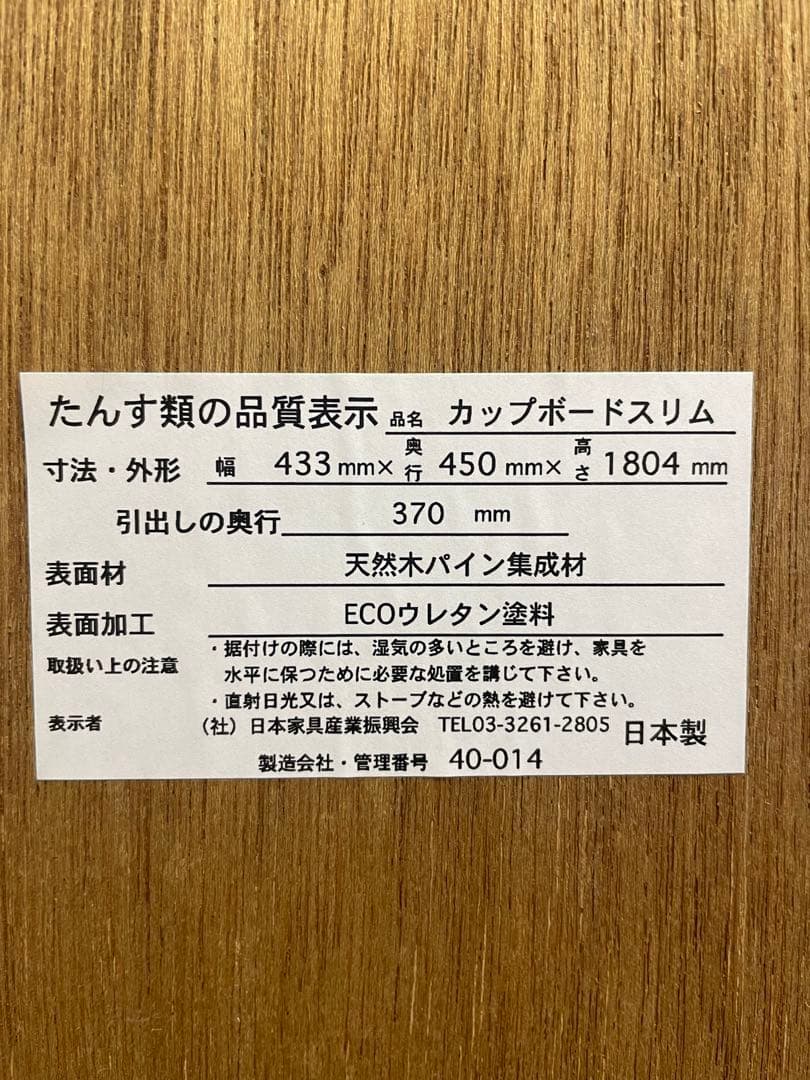 たんす類の品質表示 品名 カップボードスリム
寸法・外形 幅 433 mm× 奥行 450 mm× 高さ 1804 mm
引出しの奥行 370 mm
表面材 天然木パイン集成材
表面加工 ECOウレタン塗料
取扱い上の注意 ・据付けの際には、湿気の多いところを避け、家具を
水平に保つために必要な処置を講じて下さい。
・直射日光又は、ストーブなどの熱を避けて下さい。
表示者 （社）日本家具産業振興会 TEL03-3261-2805 日本製
製造会社・管理番号 40-014